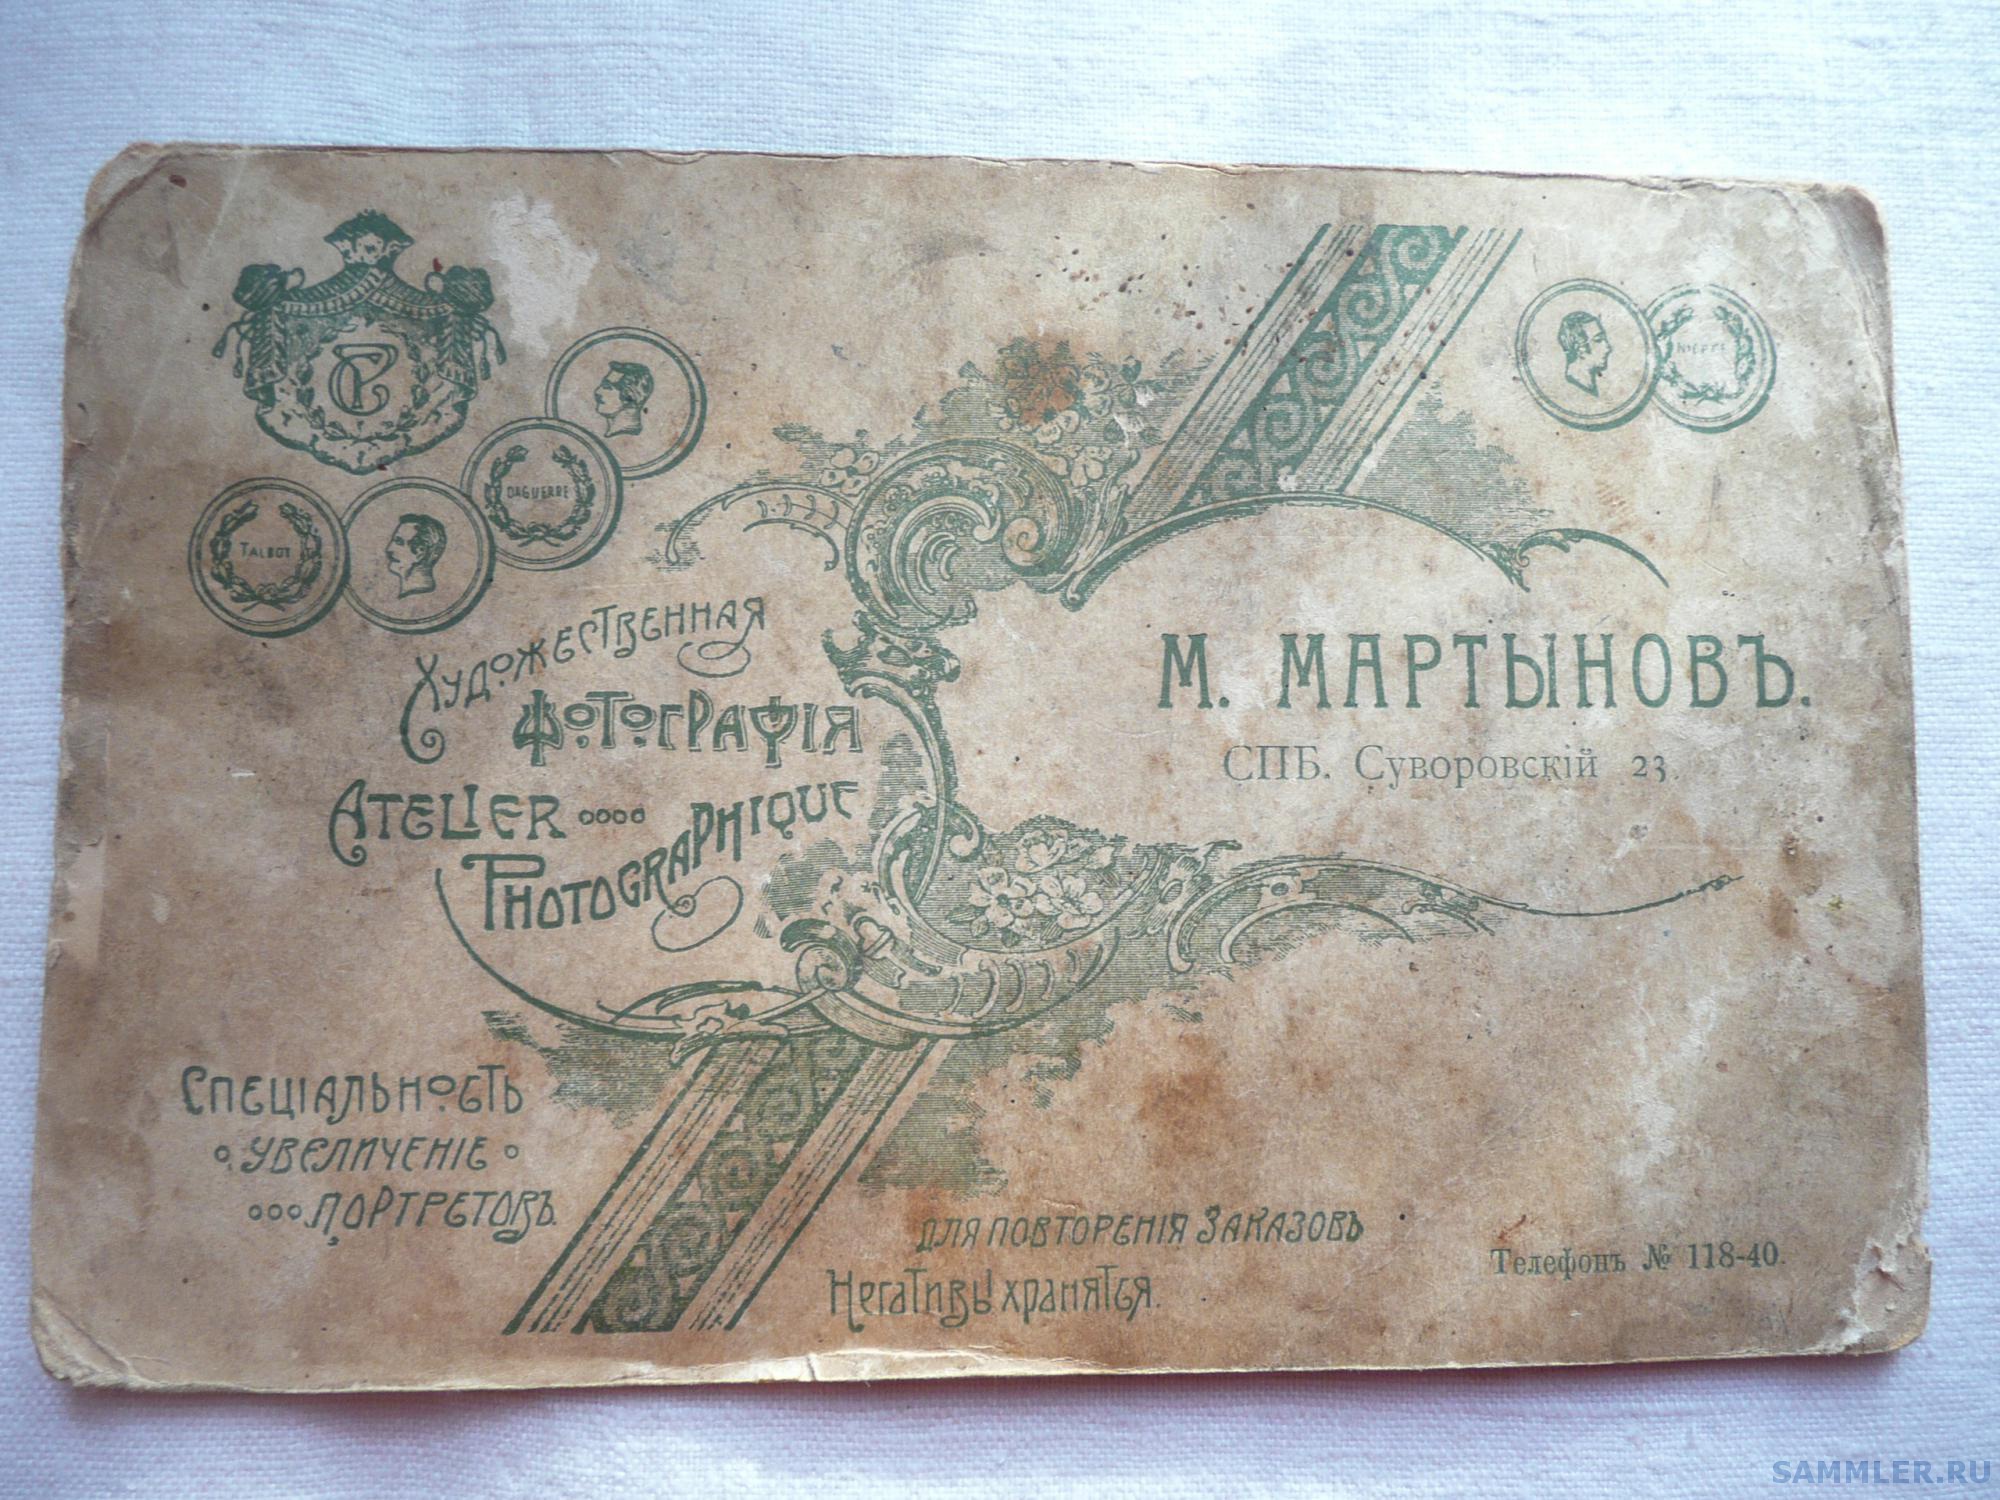 TALBOT
DAGUERRE
NIEPCE
Художественная
Фотографія
ATELIER
PHOTOGRAPHIQUE
М. МАРТЫНОВЪ.
СПБ. Суворовскій 23.
Спеціальность
увеличеніе
портретовъ.
Для повторенія заказовъ
Негативы хранятся.
Телефонъ № 118-40.
SAMMLER.RU